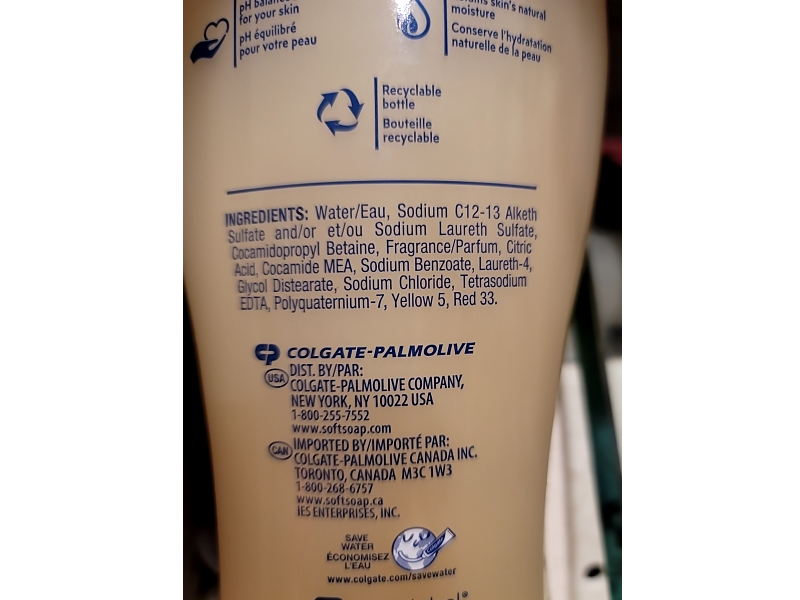 pH balance
for your skin
pH équilibré
pour votre peau
skin's natural
moisture
Conserve l'hydratation
naturelle de la peau
Recyclable
bottle
Bouteille
recyclable
INGREDIENTS: Water/Eau, Sodium C12-13 Alketh
Sulfate and/or et/ou Sodium Laureth Sulfate,
Cocamidopropyl Betaine, Fragrance/Parfum, Citric
Acid, Cocamide MEA, Sodium Benzoate, Laureth-4,
Glycol Distearate, Sodium Chloride, Tetrasodium
EDTA, Polyquaternium-7, Yellow 5, Red 33.
COLGATE-PALMOLIVE
USA DIST. BY/PAR:
COLGATE-PALMOLIVE COMPANY,
NEW YORK, NY 10022 USA
1-800-255-7552
www.softsoap.com
CAN IMPORTED BY/IMPORTÉ PAR:
COLGATE-PALMOLIVE CANADA INC.
TORONTO, CANADA M3C 1W3
1-800-268-6757
www.softsoap.ca
IES ENTERPRISES, INC.
SAVE
WATER
ÉCONOMISEZ
L'EAU
www.colgate.com/savewater